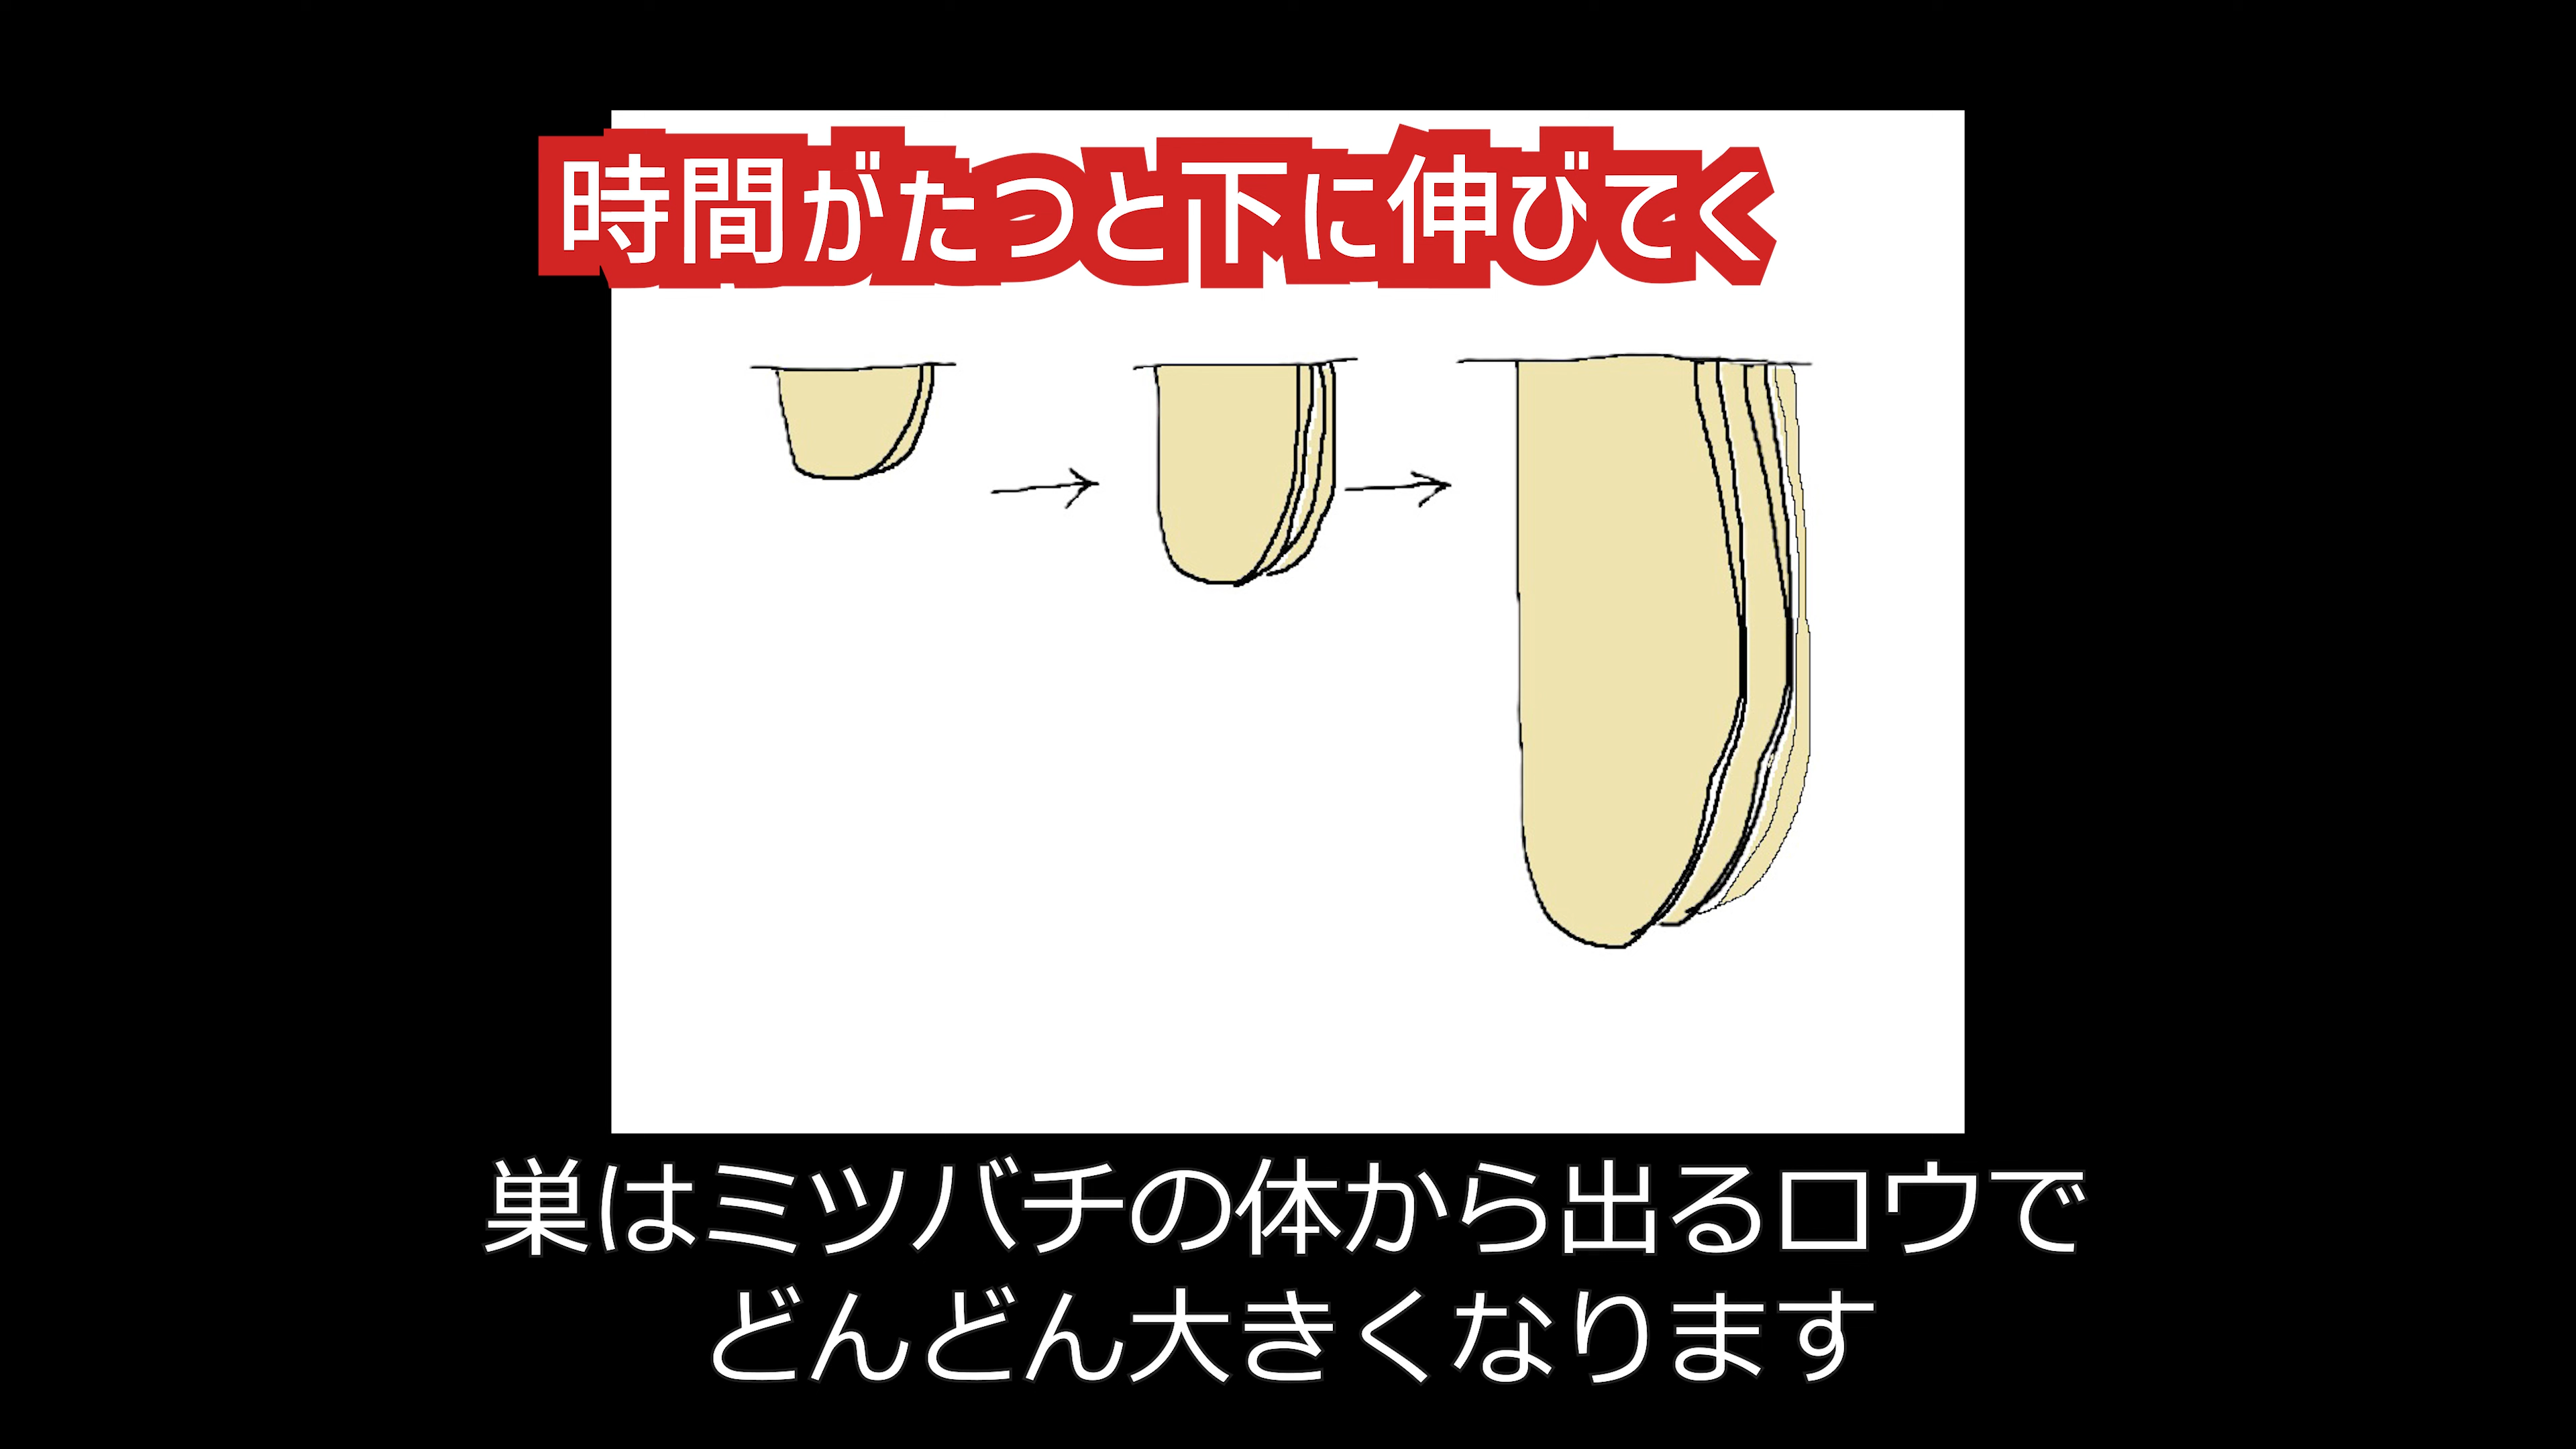 時間がたつと下に伸びてく
巣はミツバチの体から出るロウで
どんどん大きくなります